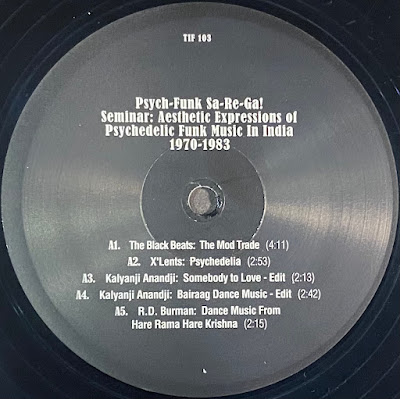 TIF 103
Psych-Funk Sa-Re-Ga!
Seminar: Aesthetic Expressions of
Psychedelic Funk Music In India
1970-1983
A1. The Black Beats: The Mod Trade (4:11)
A2. X'Lents: Psychedelia (2:53)
A3. Kalyanji Anandji: Somebody to Love - Edit (2:13)
A4. Kalyanji Anandji: Bairaag Dance Music - Edit (2:42)
A5. R.D. Burman: Dance Music From
Hare Rama Hare Krishna (2:15)